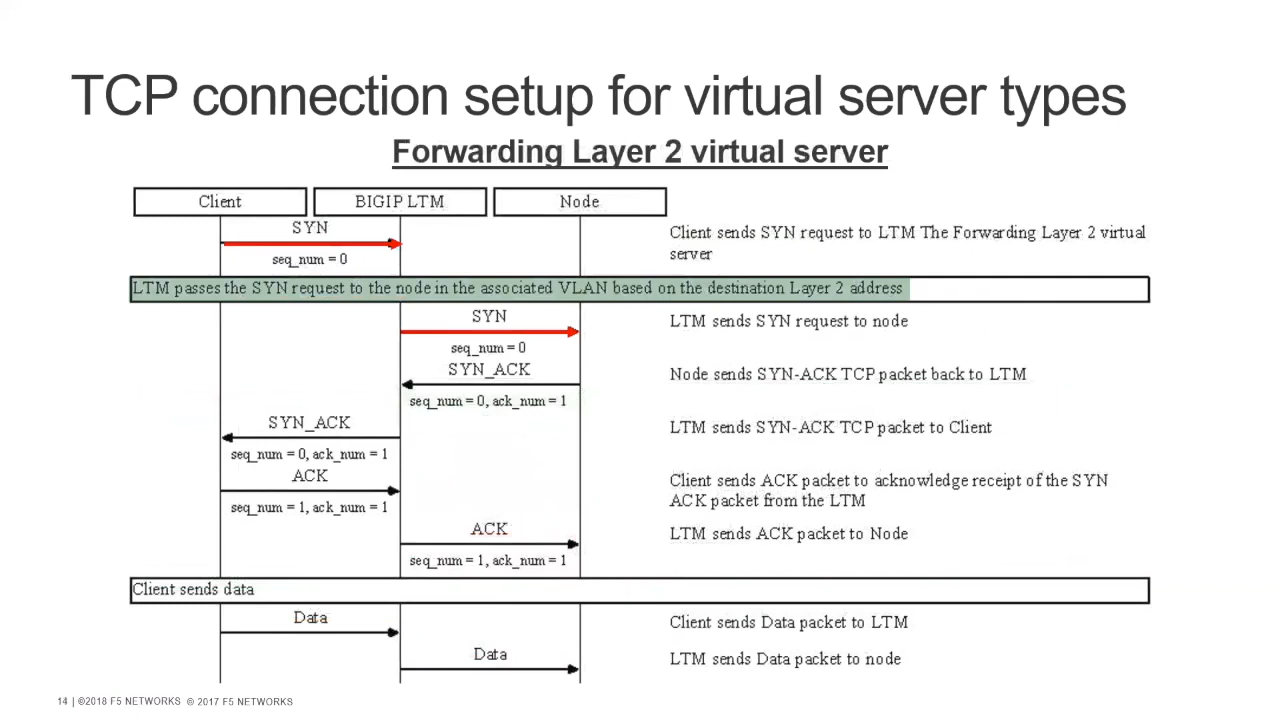 TCP connection setup for virtual server types
Forwarding Layer 2 virtual server
Client
BIGIP LTM
Node
SYN
seq_num = 0
Client sends SYN request to LTM The Forwarding Layer 2 virtual
server
LTM passes the SYN request to the node in the associated VLAN based on the destination Layer 2 address
SYN
seq_num = 0
LTM sends SYN request to node
SYN_ACK
seq_num = 0, ack_num = 1
Node sends SYN-ACK TCP packet back to LTM
SYN_ACK
seq_num = 0, ack_num = 1
LTM sends SYN-ACK TCP packet to Client
ACK
seq_num = 1, ack_num = 1
Client sends ACK packet to acknowledge receipt of the SYN
ACK packet from the LTM
ACK
seq_num = 1, ack_num = 1
LTM sends ACK packet to Node
Client sends data
Data
Client sends Data packet to LTM
Data
LTM sends Data packet to node
14 | ©2018 F5 NETWORKS © 2017 F5 NETWORKS